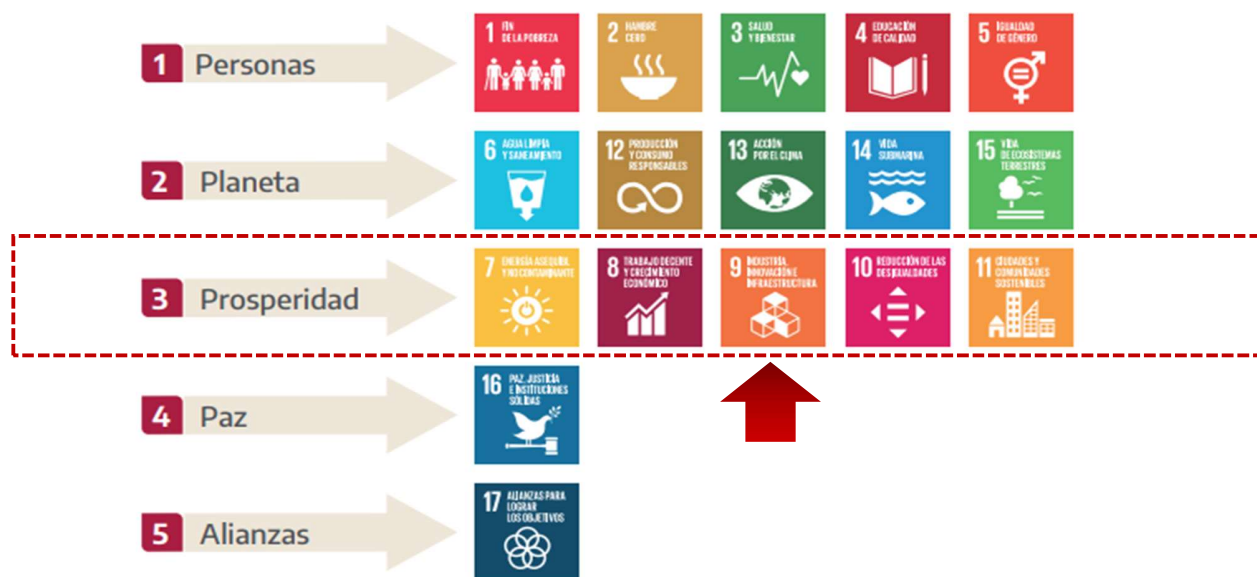 1 Personas
1 FIN
DE LA POBREZA
2 HAMBRE
CERO
3 SALUD
Y BIENESTAR
4 EDUCACIÓN
DE CALIDAD
5 IGUALDAD
DE GÉNERO
2 Planeta
6 AGUA LIMPIA
Y SANEAMIENTO
12 PRODUCCIÓN
Y CONSUMO
RESPONSABLES
13 ACCIÓN
POR EL CLIMA
14 VIDA
SUBMARINA
15 VIDA
DE ECOSISTEMAS
TERRESTRES
3 Prosperidad
7 ENERGÍA ASEQUIBLE
Y NO CONTAMINANTE
8 TRABAJO DECENTE
Y CRECIMIENTO
ECONÓMICO
9 INDUSTRIA,
INNOVACIÓN E
INFRAESTRUCTURA
10 REDUCCIÓN DE LAS
DESIGUALDADES
11 CIUDADES Y
COMUNIDADES
SOSTENIBLES
4 Paz
16 PAZ, JUSTICIA
E INSTITUCIONES
SÓLIDAS
5 Alianzas
17 ALIANZAS PARA
LOGRAR
LOS OBJETIVOS